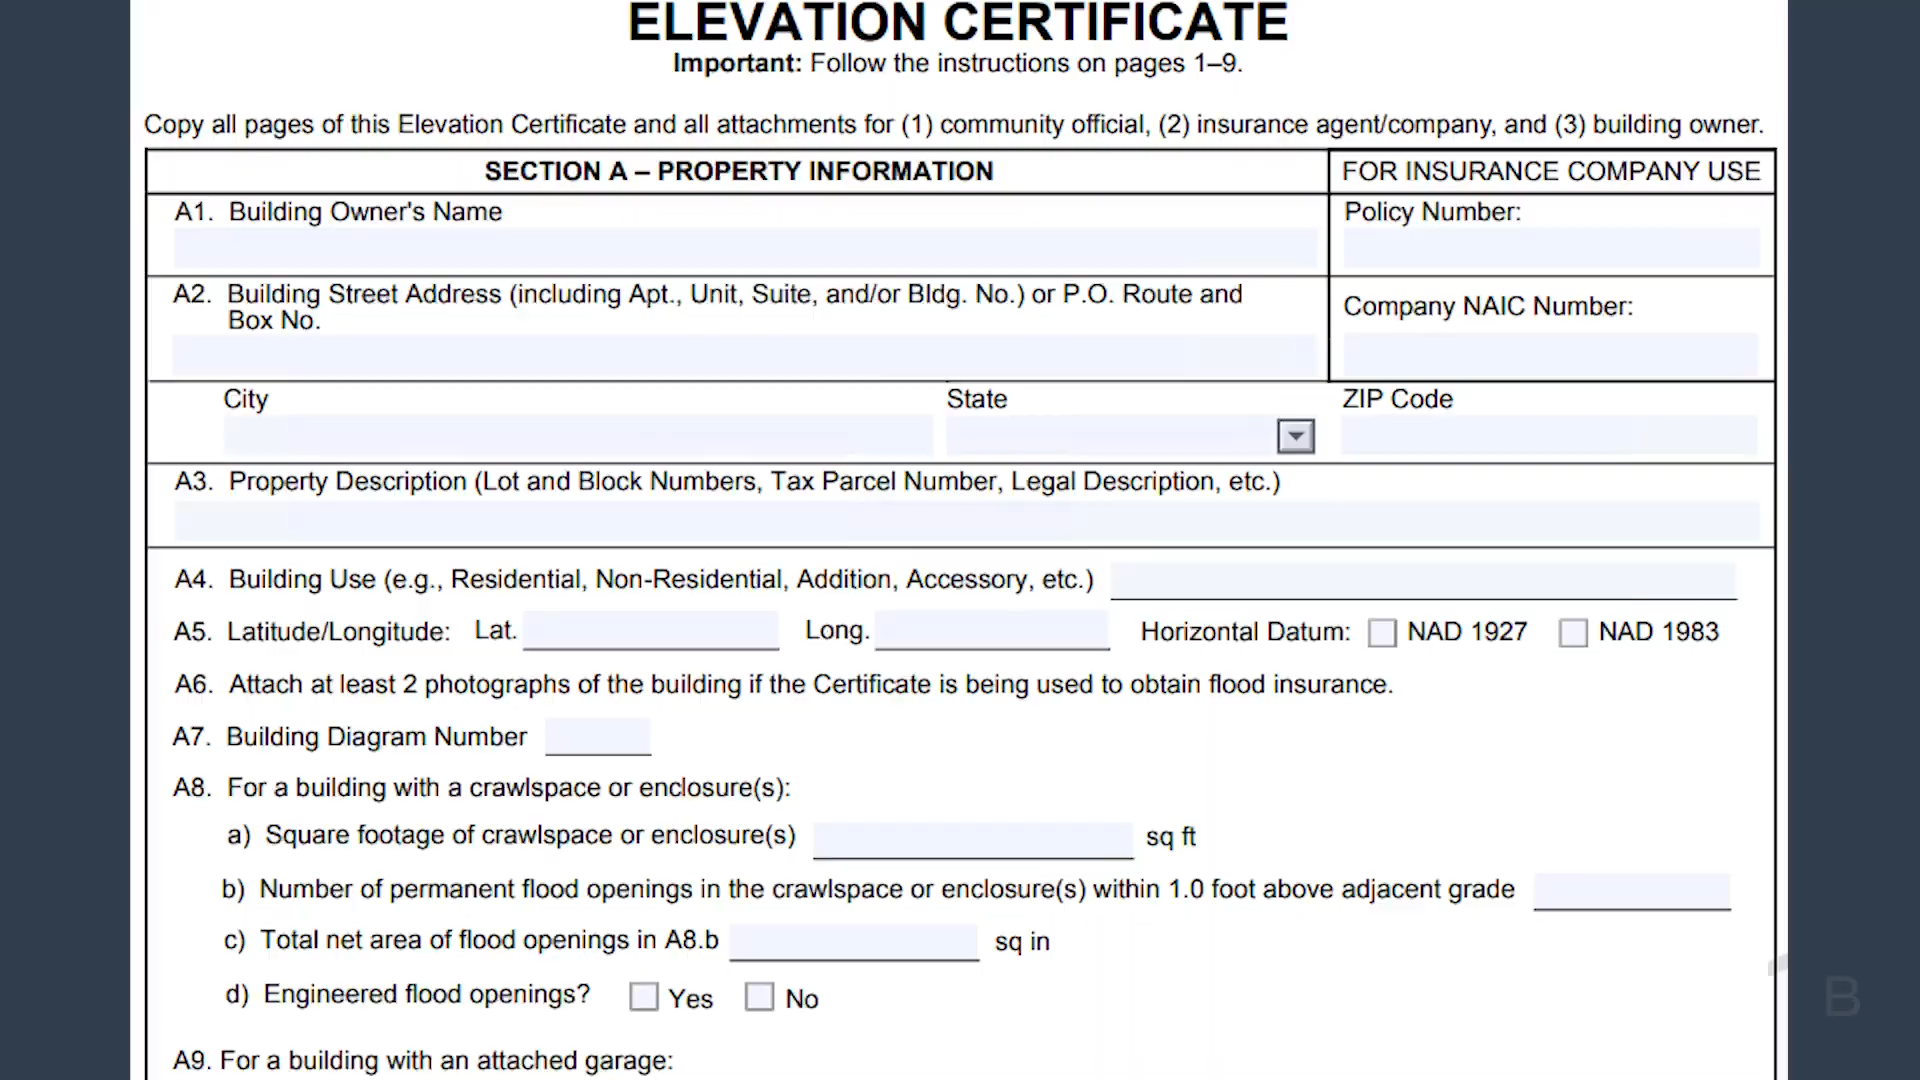 ELEVATION CERTIFICATE
Important: Follow the instructions on pages 1–9.
Copy all pages of this Elevation Certificate and all attachments for (1) community official, (2) insurance agent/company, and (3) building owner.
SECTION A – PROPERTY INFORMATION
FOR INSURANCE COMPANY USE
A1. Building Owner's Name
Policy Number:
A2. Building Street Address (including Apt., Unit, Suite, and/or Bldg. No.) or P.O. Route and
Box No.
Company NAIC Number:
City
State
ZIP Code
A3. Property Description (Lot and Block Numbers, Tax Parcel Number, Legal Description, etc.)
A4. Building Use (e.g., Residential, Non-Residential, Addition, Accessory, etc.)
A5. Latitude/Longitude: Lat. Long. Horizontal Datum: NAD 1927 NAD 1983
A6. Attach at least 2 photographs of the building if the Certificate is being used to obtain flood insurance.
A7. Building Diagram Number
A8. For a building with a crawlspace or enclosure(s):
a) Square footage of crawlspace or enclosure(s) sq ft
b) Number of permanent flood openings in the crawlspace or enclosure(s) within 1.0 foot above adjacent grade
c) Total net area of flood openings in A8.b sq in
d) Engineered flood openings? Yes No
A9. For a building with an attached garage:
B